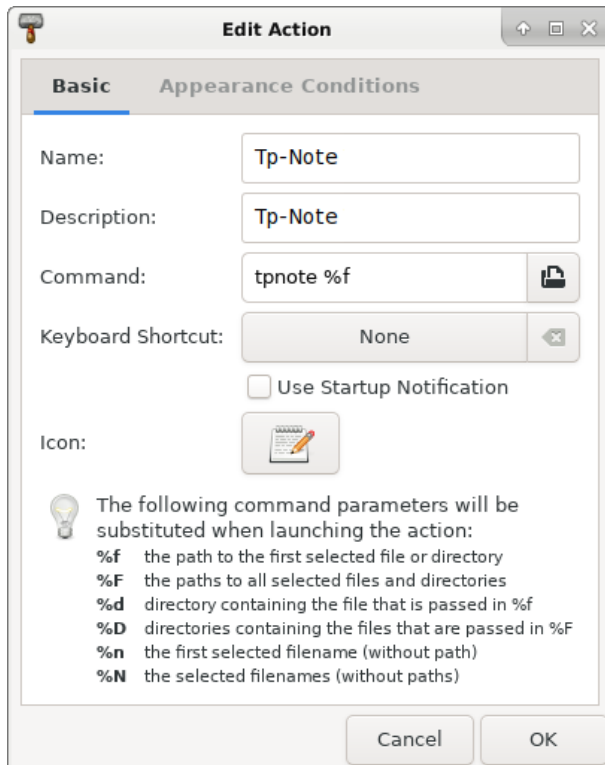 Edit Action
Basic Appearance Conditions
Name: Tp-Note
Description: Tp-Note
Command: tpnote %f
Keyboard Shortcut: None
Use Startup Notification
Icon:
The following command parameters will be
substituted when launching the action:
%f the path to the first selected file or directory
%F the paths to all selected files and directories
%d directory containing the file that is passed in %f
%D directories containing the files that are passed in %F
%n the first selected filename (without path)
%N the selected filenames (without paths)
Cancel OK